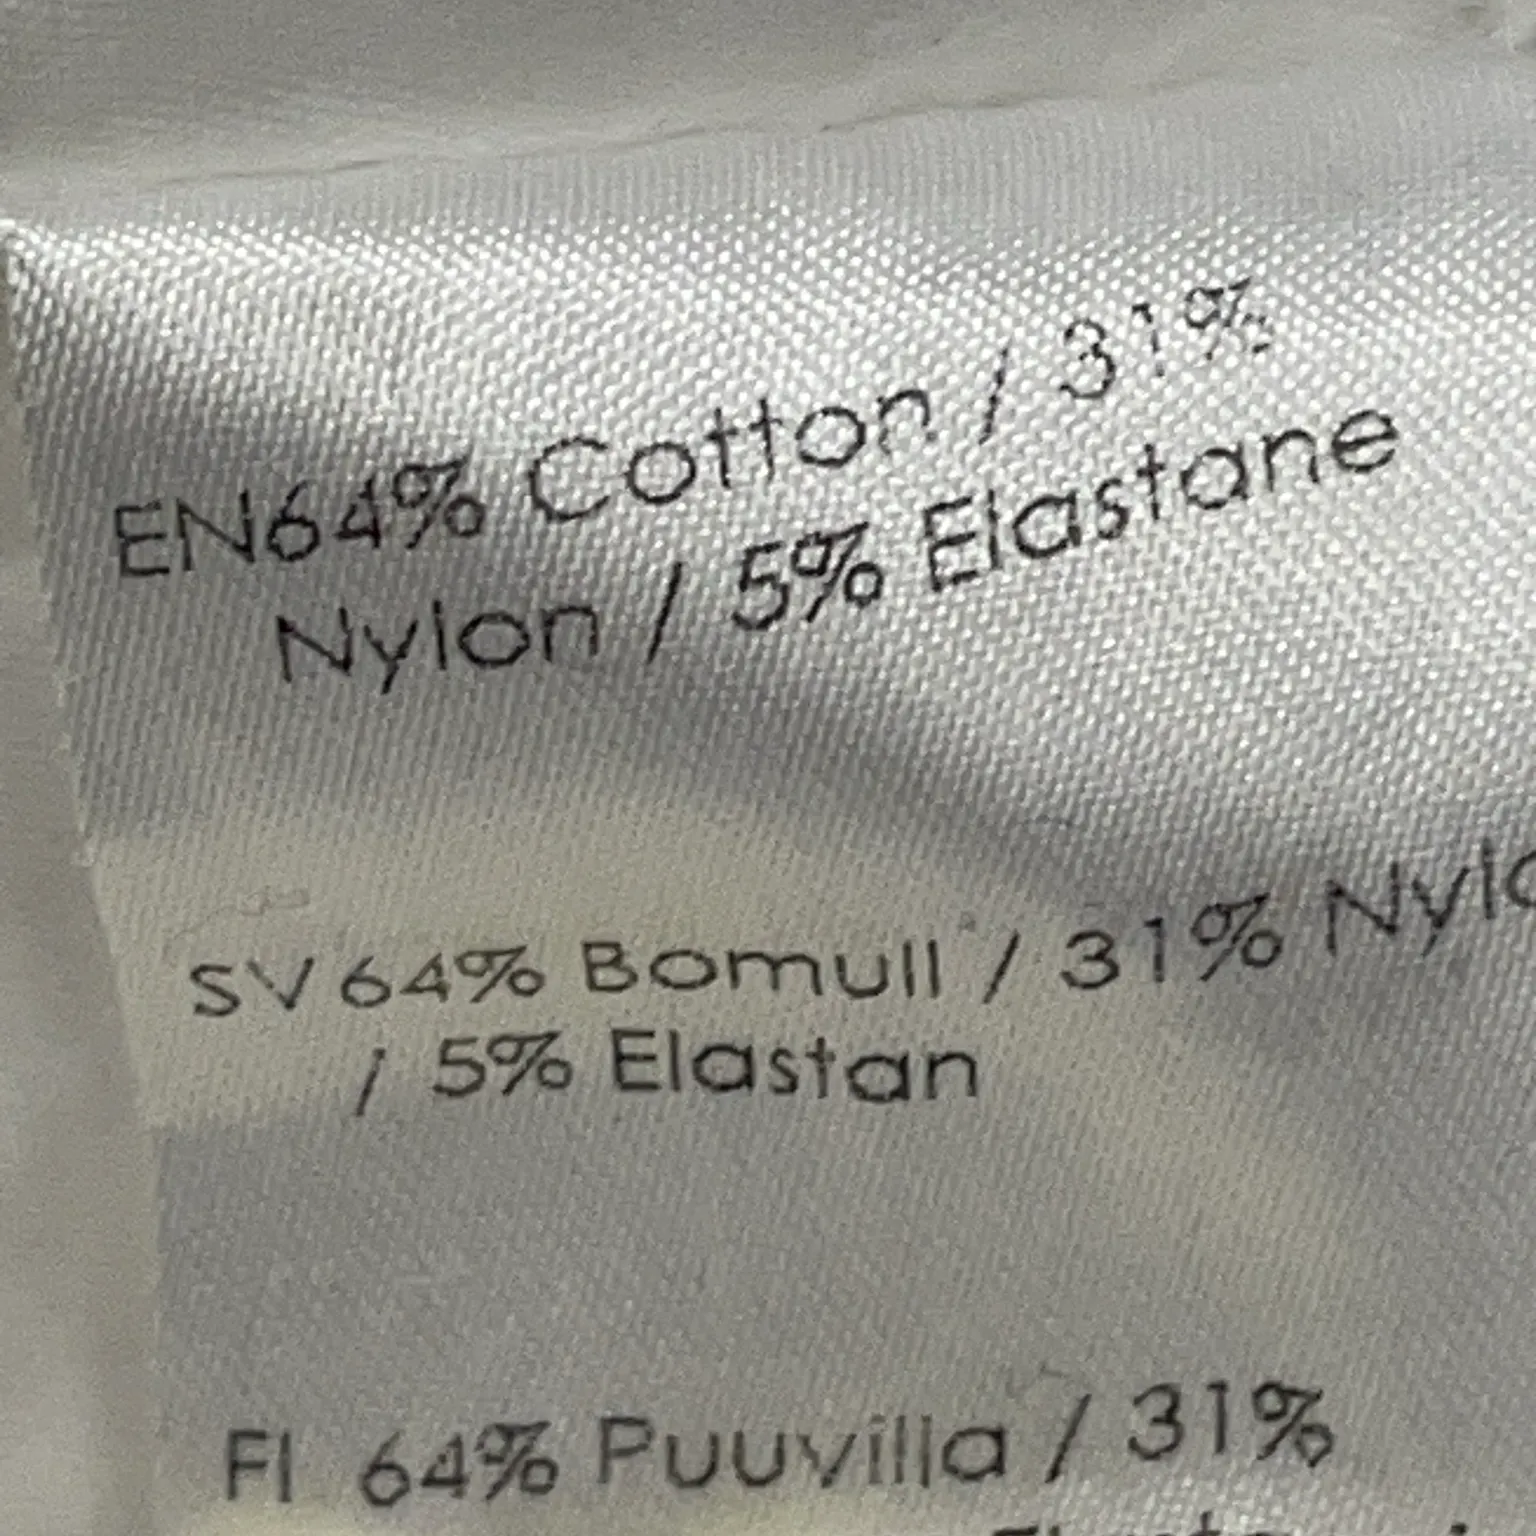 EN64% Cotton / 31%
Nylon / 5% Elastane
SV 64% Bomull / 31%
/ 5% Elastan
FI 64% Puuvilla / 31%